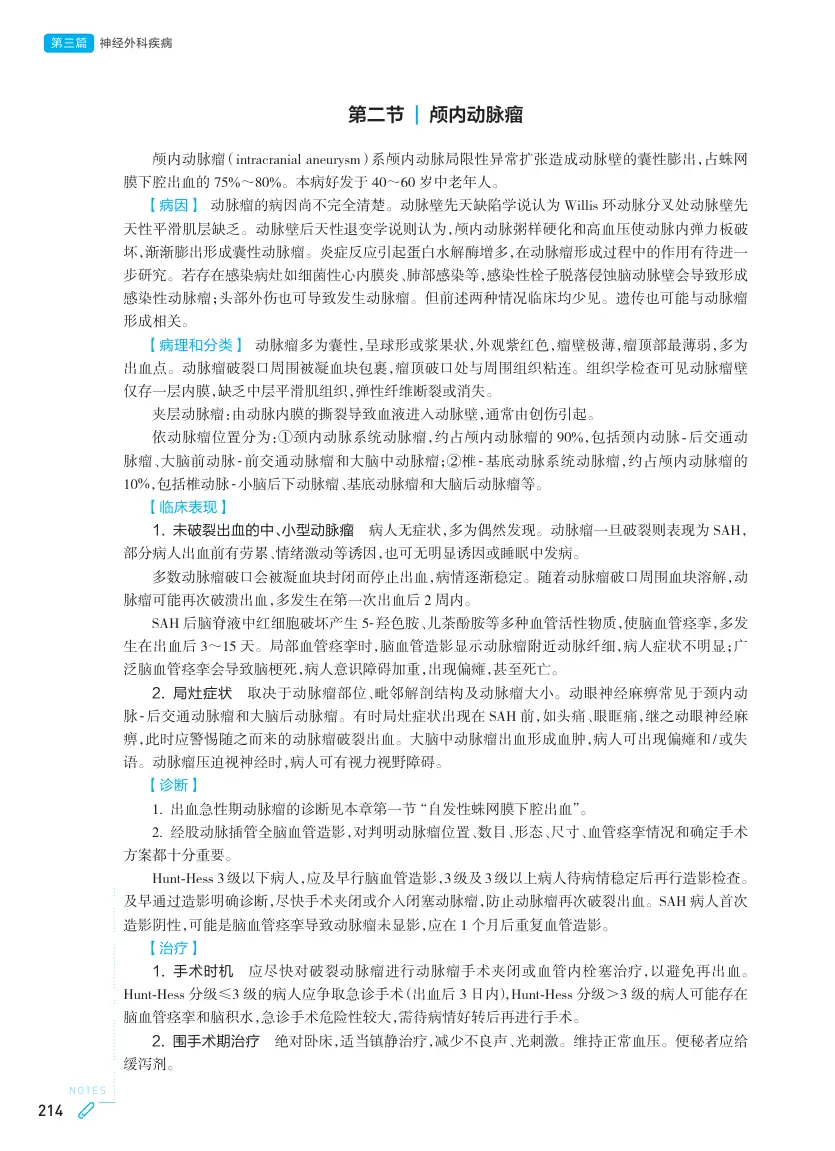 第三篇 神经外科疾病
第二节 | 颅内动脉瘤
颅内动脉瘤(intracranial aneurysm)系颅内动脉局限性异常扩张造成动脉壁的囊性膨出,占蛛网
膜下腔出血的 75%～80%。本病好发于 40～60 岁中老年人。
【病因】 动脉瘤的病因尚不完全清楚。动脉壁先天缺陷学说认为 Willis 环动脉分叉处动脉壁先
天性平滑肌层缺乏。动脉壁后天性退变学说则认为,颅内动脉粥样硬化和高血压使动脉内弹力板破
坏,渐渐膨出形成囊性动脉瘤。炎症反应引起蛋白水解酶增多,在动脉瘤形成过程中的作用有待进一
步研究。若存在感染病灶如细菌性心内膜炎、肺部感染等,感染性栓子脱落侵蚀脑动脉壁会导致形成
感染性动脉瘤;头部外伤也可导致发生动脉瘤。但前述两种情况临床均少见。遗传也可能与动脉瘤
形成相关。
【病理和分类】 动脉瘤多为囊性,呈球形或浆果状,外观紫红色,瘤壁极薄,瘤顶部最薄弱,多为
出血点。动脉瘤破裂口周围被凝血块包裹,瘤顶破口处与周围组织粘连。组织学检查可见动脉瘤壁
仅存一层内膜,缺乏中层平滑肌组织,弹性纤维断裂或消失。
夹层动脉瘤:由动脉内膜的撕裂导致血液进入动脉壁,通常由创伤引起。
依动脉瘤位置分为:①颈内动脉系统动脉瘤,约占颅内动脉瘤的 90%,包括颈内动脉-后交通动
脉瘤、大脑前动脉-前交通动脉瘤和大脑中动脉瘤;②椎-基底动脉系统动脉瘤,约占颅内动脉瘤的
10%,包括椎动脉-小脑后下动脉瘤、基底动脉瘤和大脑后动脉瘤等。
【临床表现】
1. 未破裂出血的中、小型动脉瘤 病人无症状,多为偶然发现。动脉瘤一旦破裂则表现为 SAH,
部分病人出血前有劳累、情绪激动等诱因,也可无明显诱因或睡眠中发病。
多数动脉瘤破口会被凝血块封闭而停止出血,病情逐渐稳定。随着动脉瘤破口周围血块溶解,动
脉瘤可能再次破溃出血,多发生在第一次出血后 2 周内。
SAH 后脑脊液中红细胞破坏产生 5-羟色胺、儿茶酚胺等多种血管活性物质,使脑血管痉挛,多发
生在出血后 3～15 天。局部血管痉挛时,脑血管造影显示动脉瘤附近动脉纤细,病人症状不明显;广
泛脑血管痉挛会导致脑梗死,病人意识障碍加重,出现偏瘫,甚至死亡。
2. 局灶症状 取决于动脉瘤部位、毗邻解剖结构及动脉瘤大小。动眼神经麻痹常见于颈内动
脉-后交通动脉瘤和大脑后动脉瘤。有时局灶症状出现在 SAH 前,如头痛、眼眶痛,继之动眼神经麻
痹,此时应警惕随之而来的动脉瘤破裂出血。大脑中动脉瘤出血形成血肿,病人可出现偏瘫和/或失
语。动脉瘤压迫视神经时,病人可有视力视野障碍。
【诊断】
1. 出血急性期动脉瘤的诊断见本章第一节“自发性蛛网膜下腔出血”。
2. 经股动脉插管全脑血管造影,对判明动脉瘤位置、数目、形态、尺寸、血管痉挛情况和确定手术
方案都十分重要。
Hunt-Hess 3 级以下病人,应及早行脑血管造影,3 级及 3 级以上病人待病情稳定后再行造影检查。
及早通过造影明确诊断,尽快手术夹闭或介入闭塞动脉瘤,防止动脉瘤再次破裂出血。SAH 病人首次
造影阴性,可能是脑血管痉挛导致动脉瘤未显影,应在 1 个月后重复血管造影。
【治疗】
1. 手术时机 应尽快对破裂动脉瘤进行动脉瘤手术夹闭或血管内栓塞治疗,以避免再出血。
Hunt-Hess 分级≤3 级的病人应争取急诊手术(出血后 3 日内),Hunt-Hess 分级＞3 级的病人可能存在
脑血管痉挛和脑积水,急诊手术危险性较大,需待病情好转后再进行手术。
2. 围手术期治疗 绝对卧床,适当镇静治疗,减少不良声、光刺激。维持正常血压。便秘者应给
缓泻剂。
NOTES
214